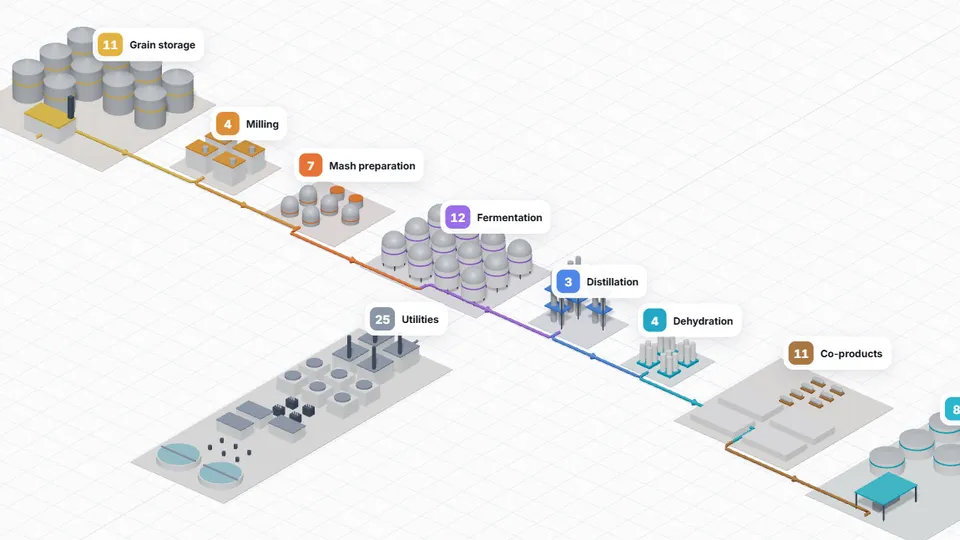 11 Grain storage
4 Milling
7 Mash preparation
12 Fermentation
3 Distillation
25 Utilities
4 Dehydration
11 Co-products
8